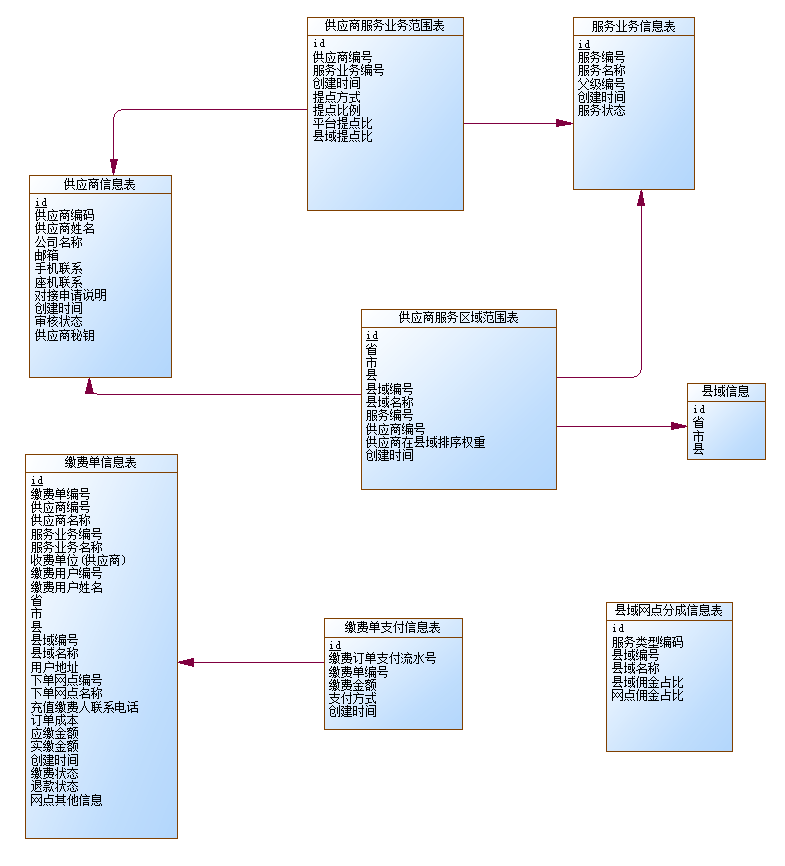 供应商服务业务范围表
id
供应商编号
服务业务编号
创建时间
提点方式
提点比例
平台提点比
县域提点比
服务业务信息表
id
服务编号
服务名称
父级编号
创建时间
服务状态
供应商信息表
id
供应商编码
供应商姓名
公司名称
邮箱
手机联系
座机联系
对接申请说明
创建时间
审核状态
供应商秘钥
供应商服务区域范围表
id
省
市
县
县域编号
县域名称
服务编号
供应商编号
供应商在县域排序权重
创建时间
县域信息
id
省
市
县
缴费单信息表
id
缴费单编号
供应商编号
供应商名称
服务业务编号
服务业务名称
收费单位(供应商)
缴费用户编号
缴费用户姓名
省
市
县
县域编号
县域名称
用户地址
下单网点编号
下单网点名称
充值缴费人联系电话
订单成本
应缴金额
实缴金额
创建时间
缴费状态
退款状态
网点其他信息
缴费单支付信息表
id
缴费订单支付流水号
缴费单编号
缴费金额
支付方式
创建时间
县域网点分成信息表
id
服务类型编码
县域编号
县域名称
县域佣金占比
网点佣金占比